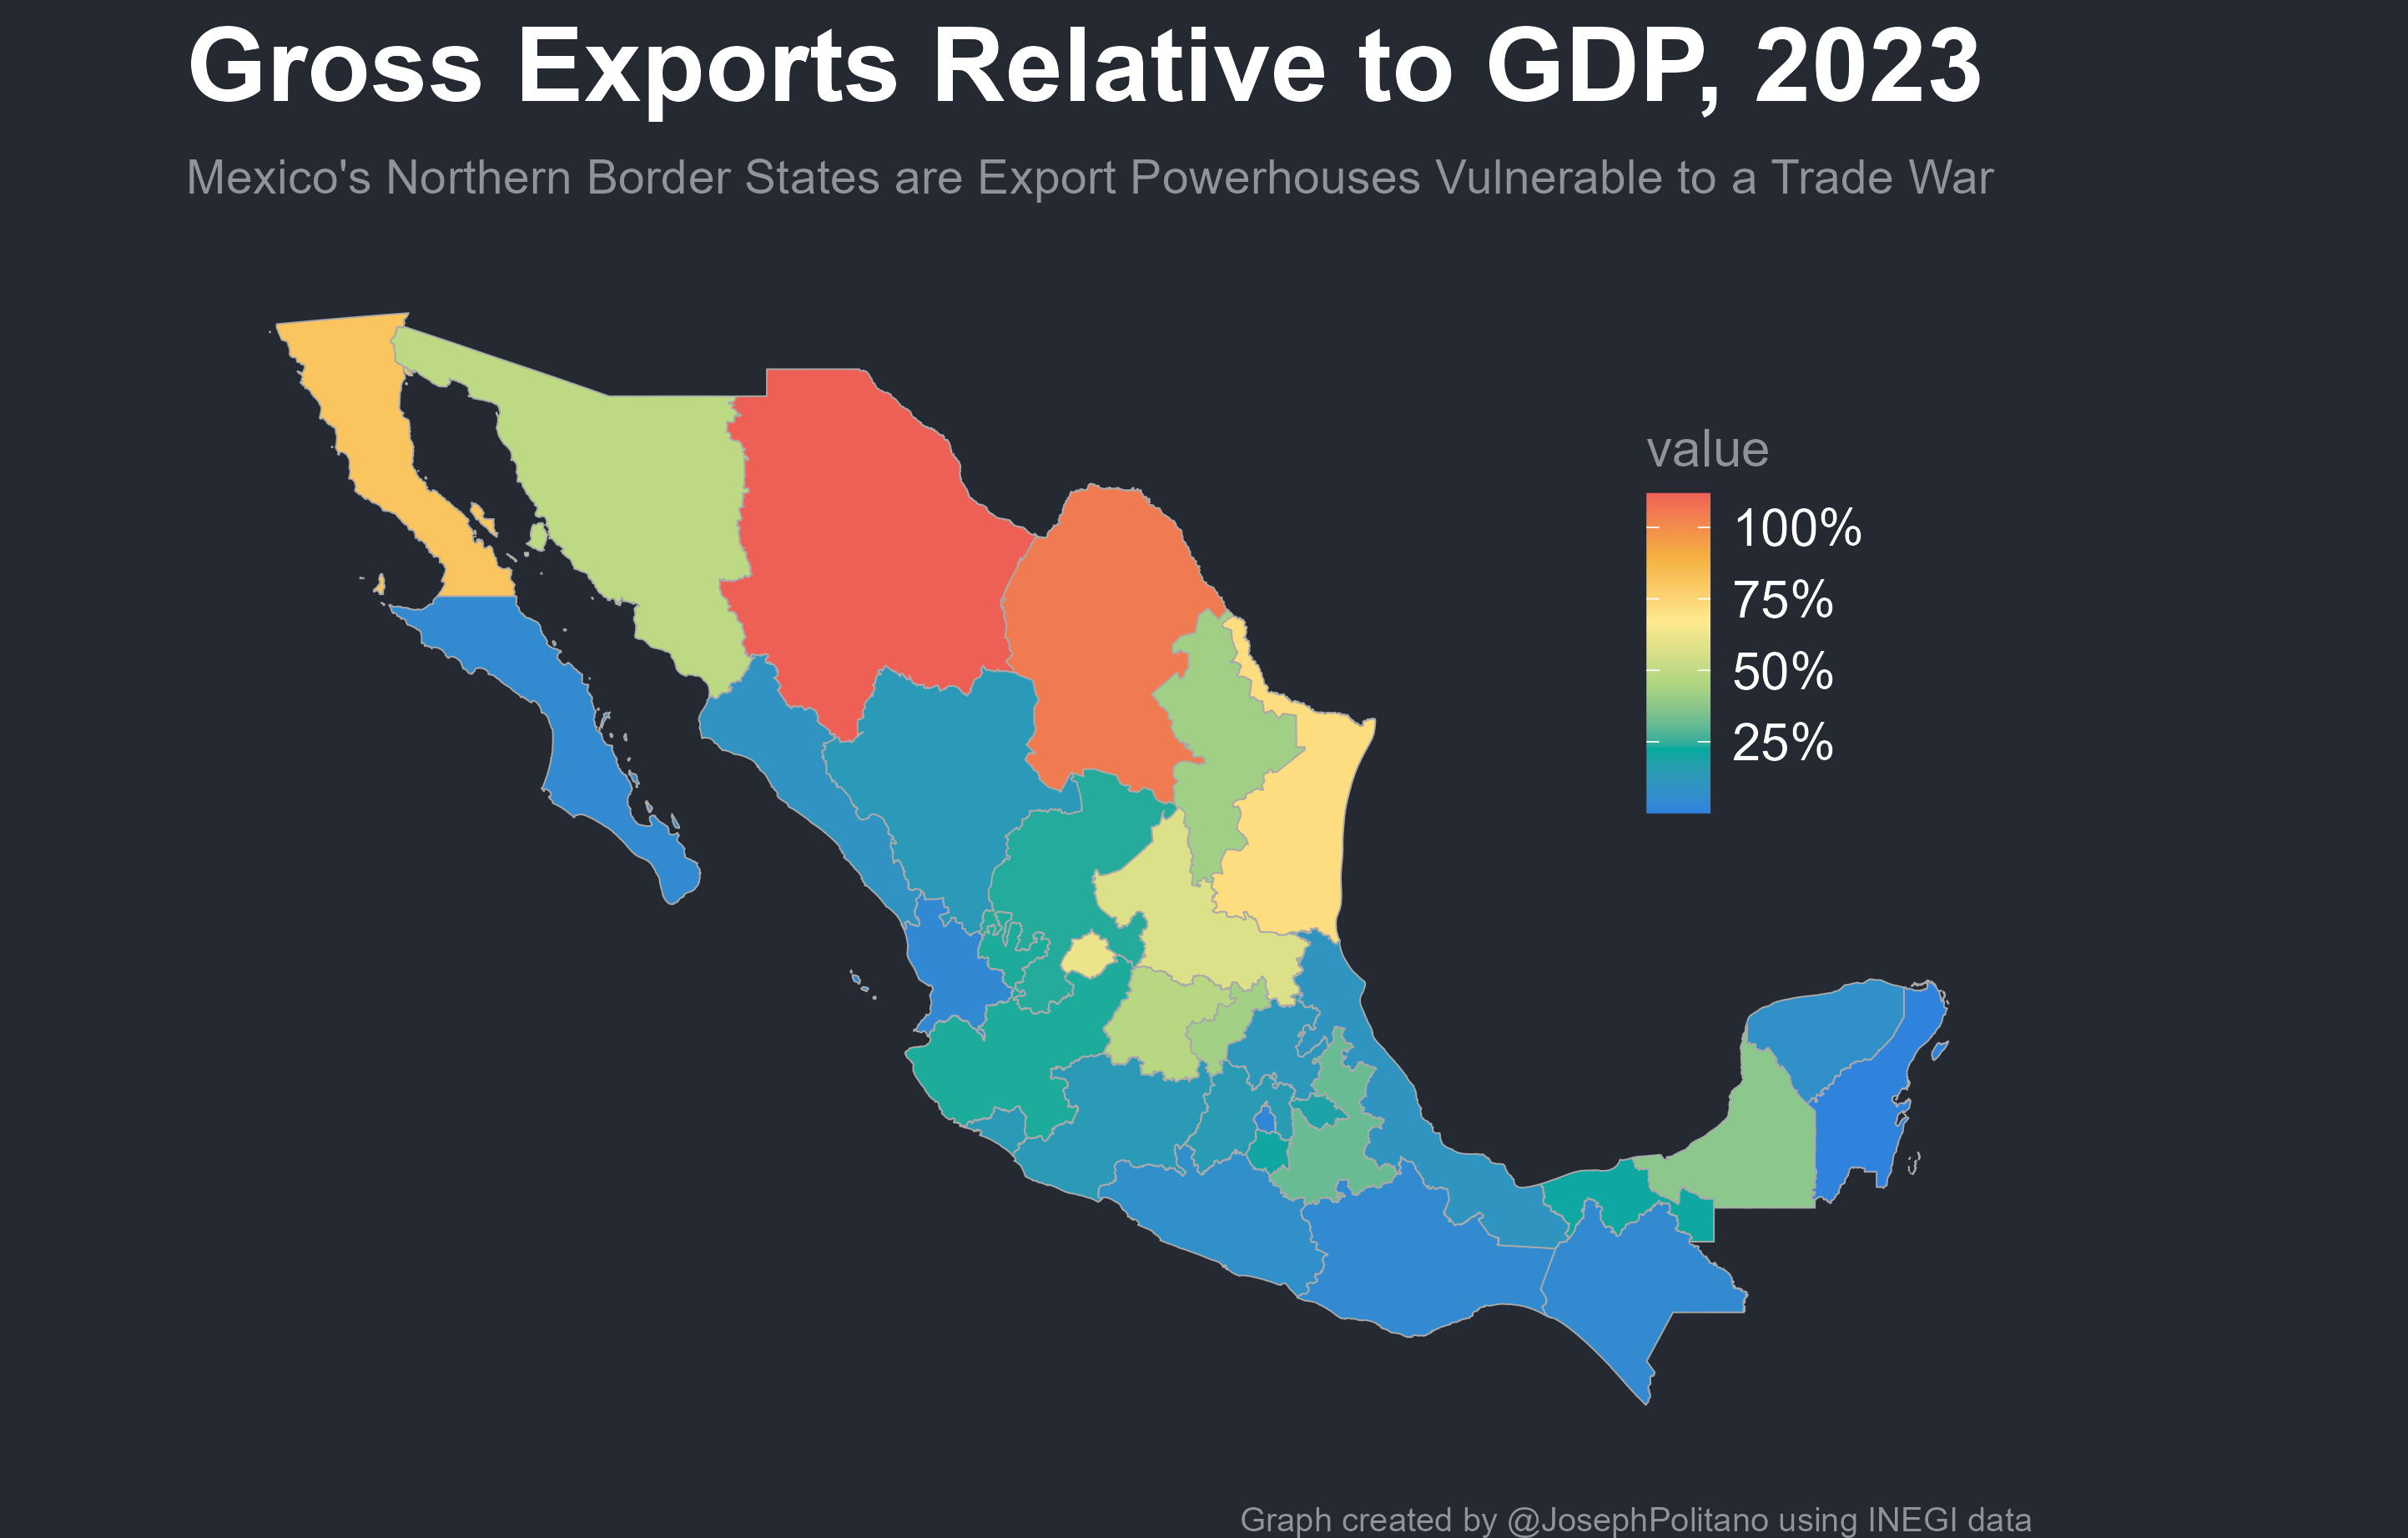 Gross Exports Relative to GDP, 2023
Mexico's Northern Border States are Export Powerhouses Vulnerable to a Trade War
value
100%
75%
50%
25%
Graph created by @JosephPolitano using INEGI data